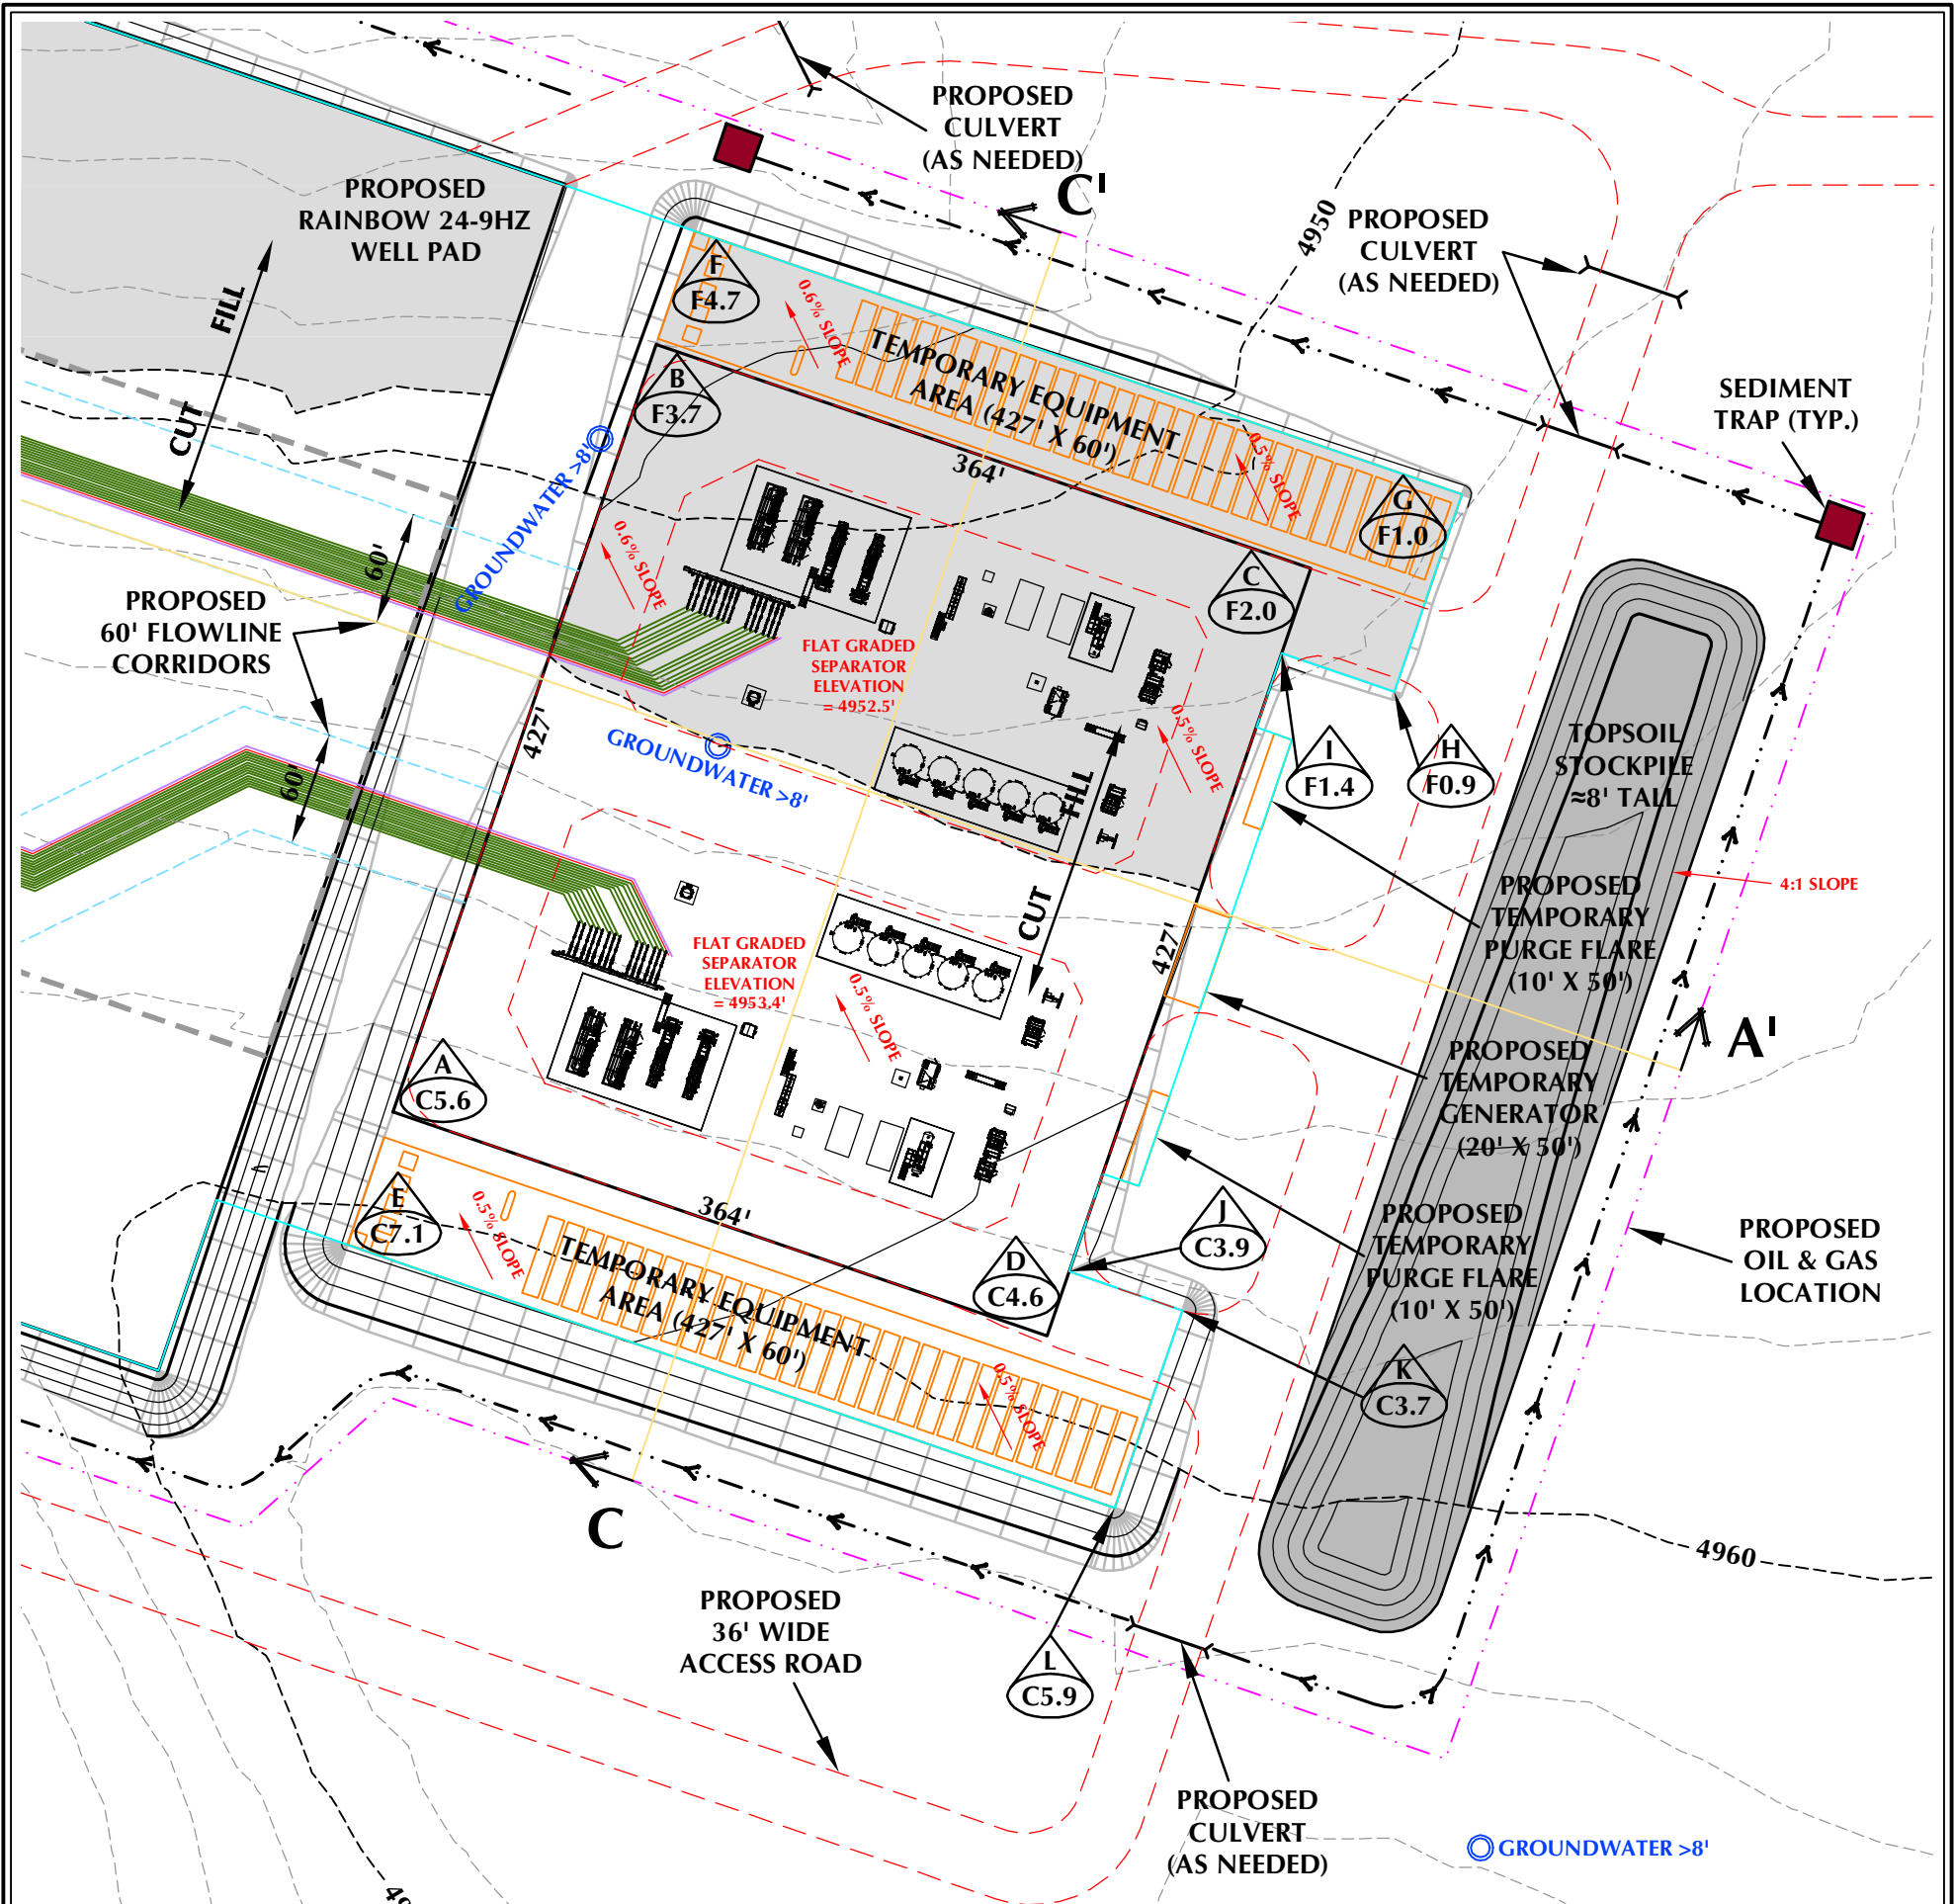 PROPOSED
CULVERT
(AS NEEDED)
C'
PROPOSED
RAINBOW 24-9HZ
WELL PAD
4950
PROPOSED
CULVERT
(AS NEEDED)
F
F4.7
0.6% SLOPE
FILL
CUT
TEMPORARY EQUIPMENT
AREA (427' X 60')
B
F3.7
364'
0.5% SLOPE
SEDIMENT
TRAP (TYP.)
GROUNDWATER >8'
G
F1.0
60'
0.6% SLOPE
C
F2.0
PROPOSED
60' FLOWLINE
CORRIDORS
FLAT GRADED
SEPARATOR
ELEVATION
= 4952.5'
427'
GROUNDWATER >8'
0.5% SLOPE
I
F1.4
H
F0.9
TOPSOIL
STOCKPILE
≈8' TALL
60'
FILL
CUT
4:1 SLOPE
PROPOSED
TEMPORARY
PURGE FLARE
(10' X 50')
427'
FLAT GRADED
SEPARATOR
ELEVATION
= 4953.4'
0.5% SLOPE
A'
PROPOSED
TEMPORARY
GENERATOR
(20' X 50')
A
C5.6
E
C7.1
0.5% SLOPE
364'
TEMPORARY EQUIPMENT
AREA (427' X 60')
J
C3.9
D
C4.6
PROPOSED
TEMPORARY
PURGE FLARE
(10' X 50')
PROPOSED
OIL & GAS
LOCATION
K
C3.7
0.5% SLOPE
C
4960
PROPOSED
36' WIDE
ACCESS ROAD
L
C5.9
PROPOSED
CULVERT
(AS NEEDED)
GROUNDWATER >8'